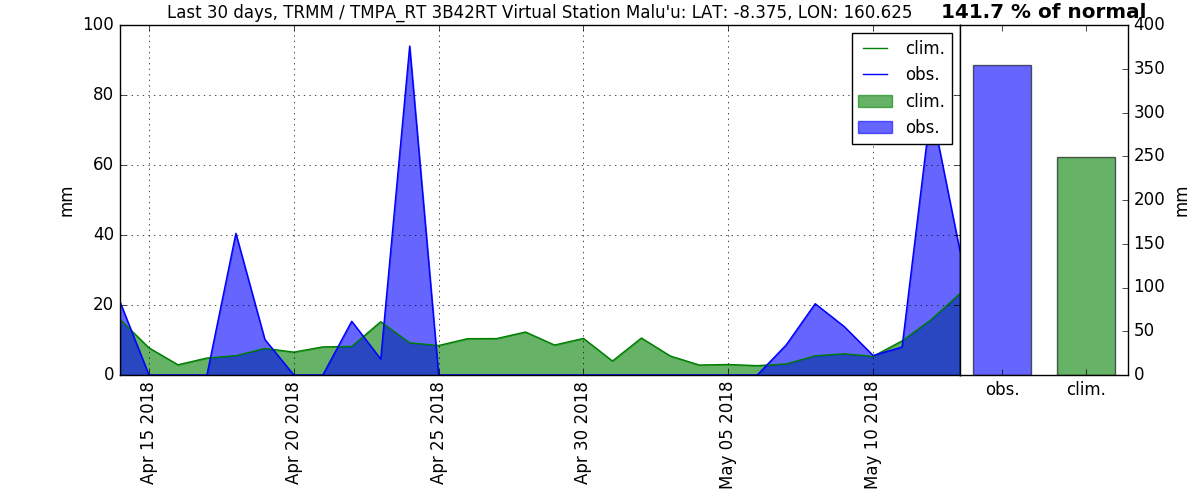 Last 30 days, TRMM / TMPA_RT 3B42RT Virtual Station Malu'u: LAT: -8.375, LON: 160.625
141.7 % of normal
100
80
60
40
20
0
mm
clim.
obs.
clim.
obs.
400
350
300
250
200
150
100
50
0
mm
obs.
clim.
Apr 15 2018
Apr 20 2018
Apr 25 2018
Apr 30 2018
May 05 2018
May 10 2018